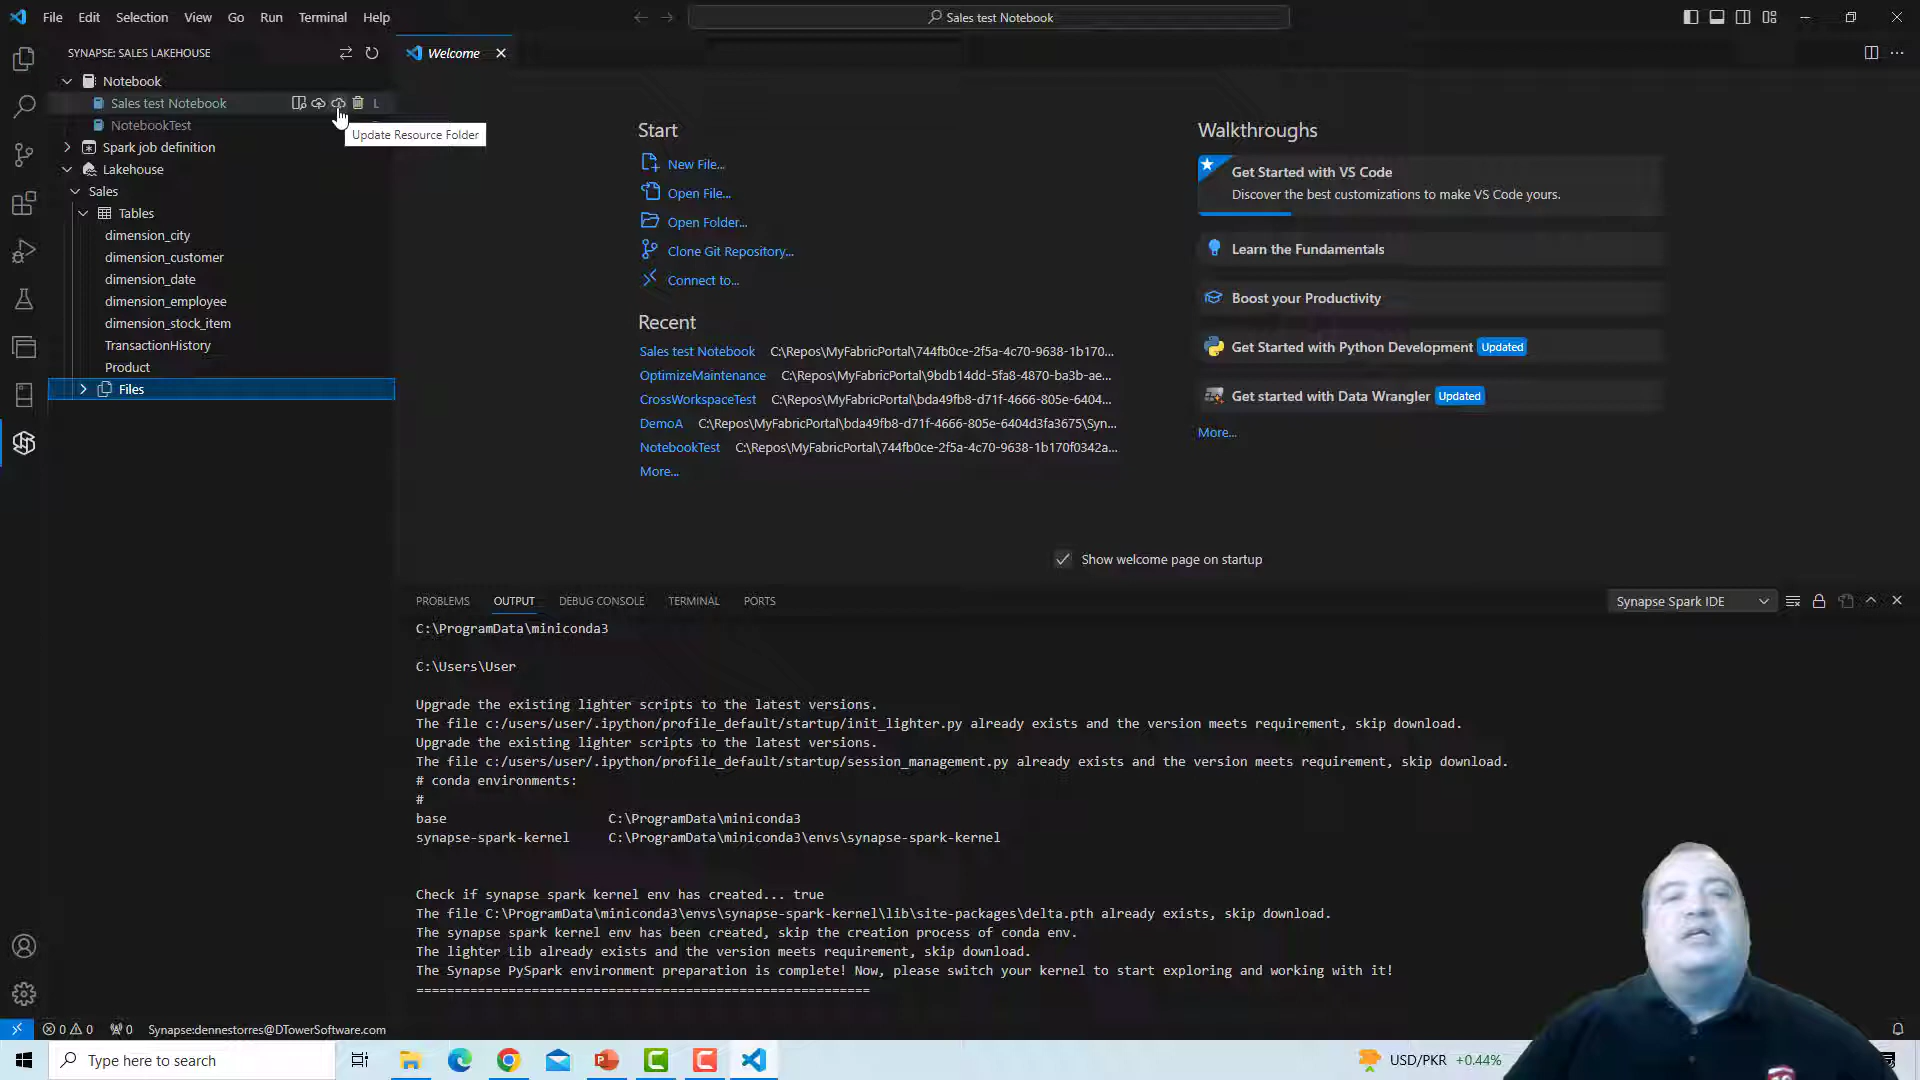 File Edit Selection View Go Run Terminal Help
Sales test Notebook
SYNAPSE: SALES LAKEHOUSE
Welcome
Notebook
Sales test Notebook L
NotebookTest
Update Resource Folder
Spark job definition
Lakehouse
Sales
Tables
dimension_city
dimension_customer
dimension_date
dimension_employee
dimension_stock_item
TransactionHistory
Product
Files
Start
New File...
Open File...
Open Folder...
Clone Git Repository...
Connect to...
Recent
Sales test Notebook C:\Repos\MyFabricPortal\744fb0ce-2f5a-4c70-9638-1b170...
OptimizeMaintenance C:\Repos\MyFabricPortal\9bdb14dd-5fa8-4870-ba3b-ae...
CrossWorkspaceTest C:\Repos\MyFabricPortal\bda49fb8-d71f-4666-805e-6404...
DemoA C:\Repos\MyFabricPortal\bda49fb8-d71f-4666-805e-6404d3fa3675\Syn...
NotebookTest C:\Repos\MyFabricPortal\744fb0ce-2f5a-4c70-9638-1b170f0342a...
More...
Walkthroughs
Get Started with VS Code
Discover the best customizations to make VS Code yours.
Learn the Fundamentals
Boost your Productivity
Get Started with Python Development Updated
Get started with Data Wrangler Updated
More...
Show welcome page on startup
PROBLEMS OUTPUT DEBUG CONSOLE TERMINAL PORTS
Synapse Spark IDE
C:\ProgramData\miniconda3
C:\Users\User
Upgrade the existing lighter scripts to the latest versions.
The file c:/users/user/.ipython/profile_default/startup/init_lighter.py already exists and the version meets requirement, skip download.
Upgrade the existing lighter scripts to the latest versions.
The file c:/users/user/.ipython/profile_default/startup/session_management.py already exists and the version meets requirement, skip download.
# conda environments:
#
base C:\ProgramData\miniconda3
synapse-spark-kernel C:\ProgramData\miniconda3\envs\synapse-spark-kernel
Check if synapse spark kernel env has created... true
The file C:\ProgramData\miniconda3\envs\synapse-spark-kernel\lib\site-packages\delta.pth already exists, skip download.
The synapse spark kernel env has been created, skip the creation process of conda env.
The lighter Lib already exists and the version meets requirement, skip download.
The Synapse PySpark environment preparation is complete! Now, please switch your kernel to start exploring and working with it!
===========================================================
0 0 0 Synapse:dennestorres@DTowerSoftware.com
Type here to search
USD/PKR +0.44%